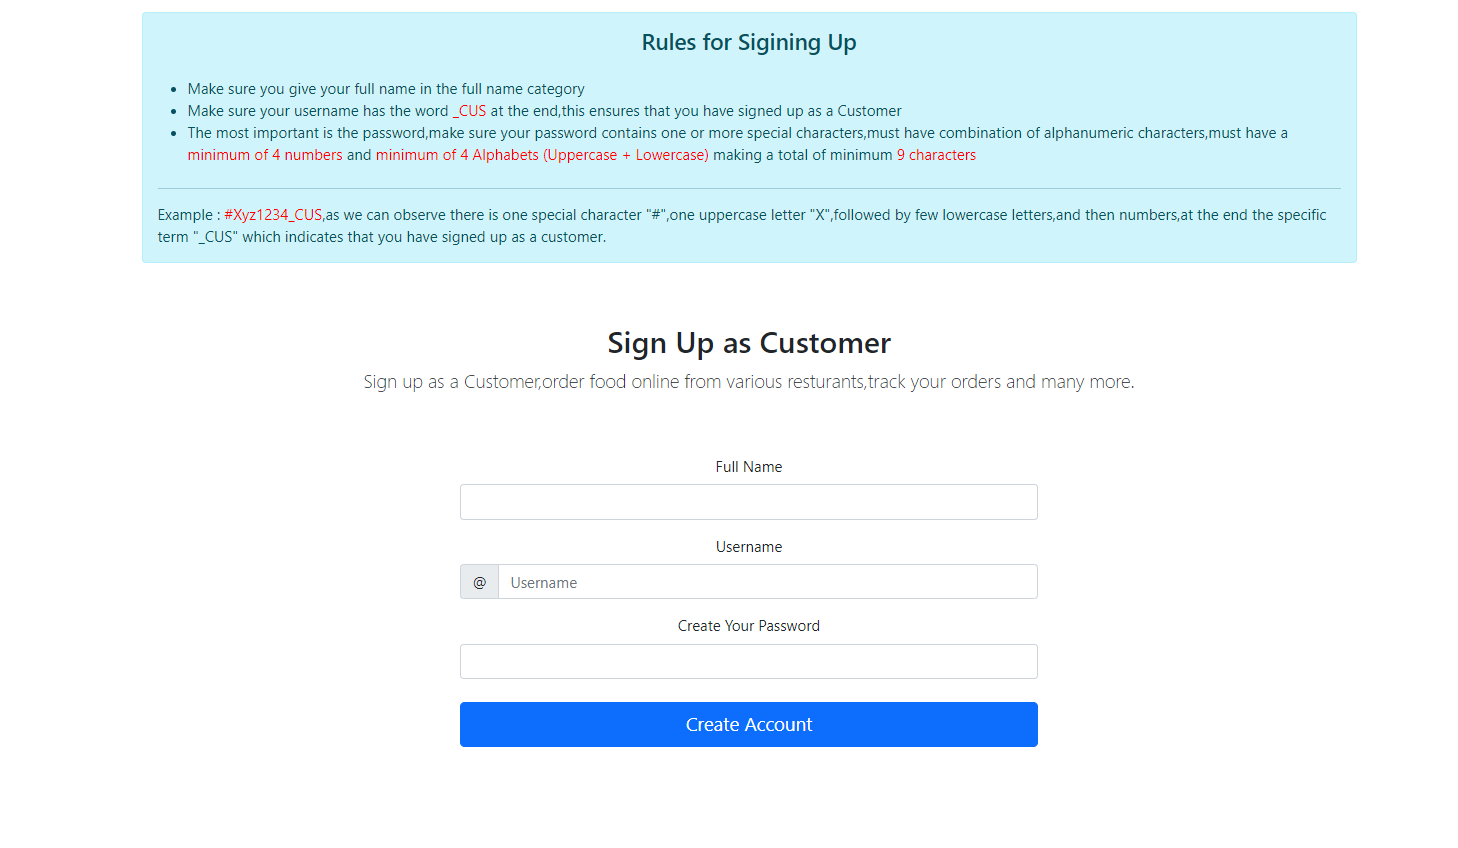 Rules for Sigining Up
Make sure you give your full name in the full name category
Make sure your username has the word _CUS at the end,this ensures that you have signed up as a Customer
The most important is the password,make sure your password contains one or more special characters,must have combination of alphanumeric characters,must have a
minimum of 4 numbers and minimum of 4 Alphabets (Uppercase + Lowercase) making a total of minimum 9 characters
Example : #Xyz1234_CUS,as we can observe there is one special character "#",one uppercase letter "X",followed by few lowercase letters,and then numbers,at the end the specific
term "_CUS" which indicates that you have signed up as a customer.
Sign Up as Customer
Sign up as a Customer,order food online from various resturants,track your orders and many more.
Full Name
Username
@ Username
Create Your Password
Create Account